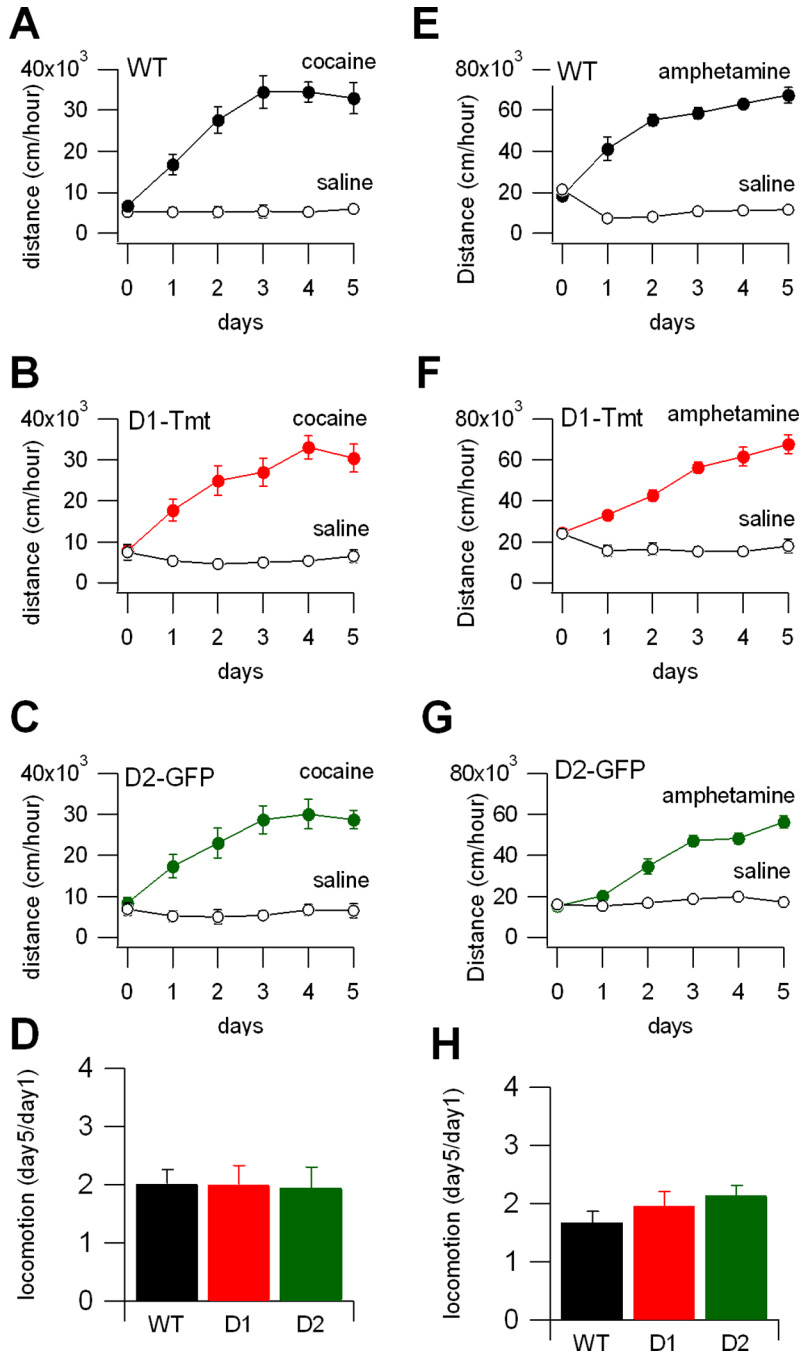 A
WT
cocaine
40x10³
30
20
10
0
distance (cm/hour)
saline
0 1 2 3 4 5
days
E
WT
amphetamine
80x10³
60
40
20
0
Distance (cm/hour)
saline
0 1 2 3 4 5
days
B
D1-Tmt
cocaine
40x10³
30
20
10
0
distance (cm/hour)
saline
0 1 2 3 4 5
days
F
D1-Tmt
amphetamine
80x10³
60
40
20
0
Distance (cm/hour)
saline
0 1 2 3 4 5
days
C
D2-GFP
cocaine
40x10³
30
20
10
0
distance (cm/hour)
saline
0 1 2 3 4 5
days
G
D2-GFP
amphetamine
80x10³
60
40
20
0
Distance (cm/hour)
saline
0 1 2 3 4 5
days
D
4
3
2
1
0
locomotion (day5/day1)
WT D1 D2
H
4
3
2
1
0
locomotion (day5/day1)
WT D1 D2